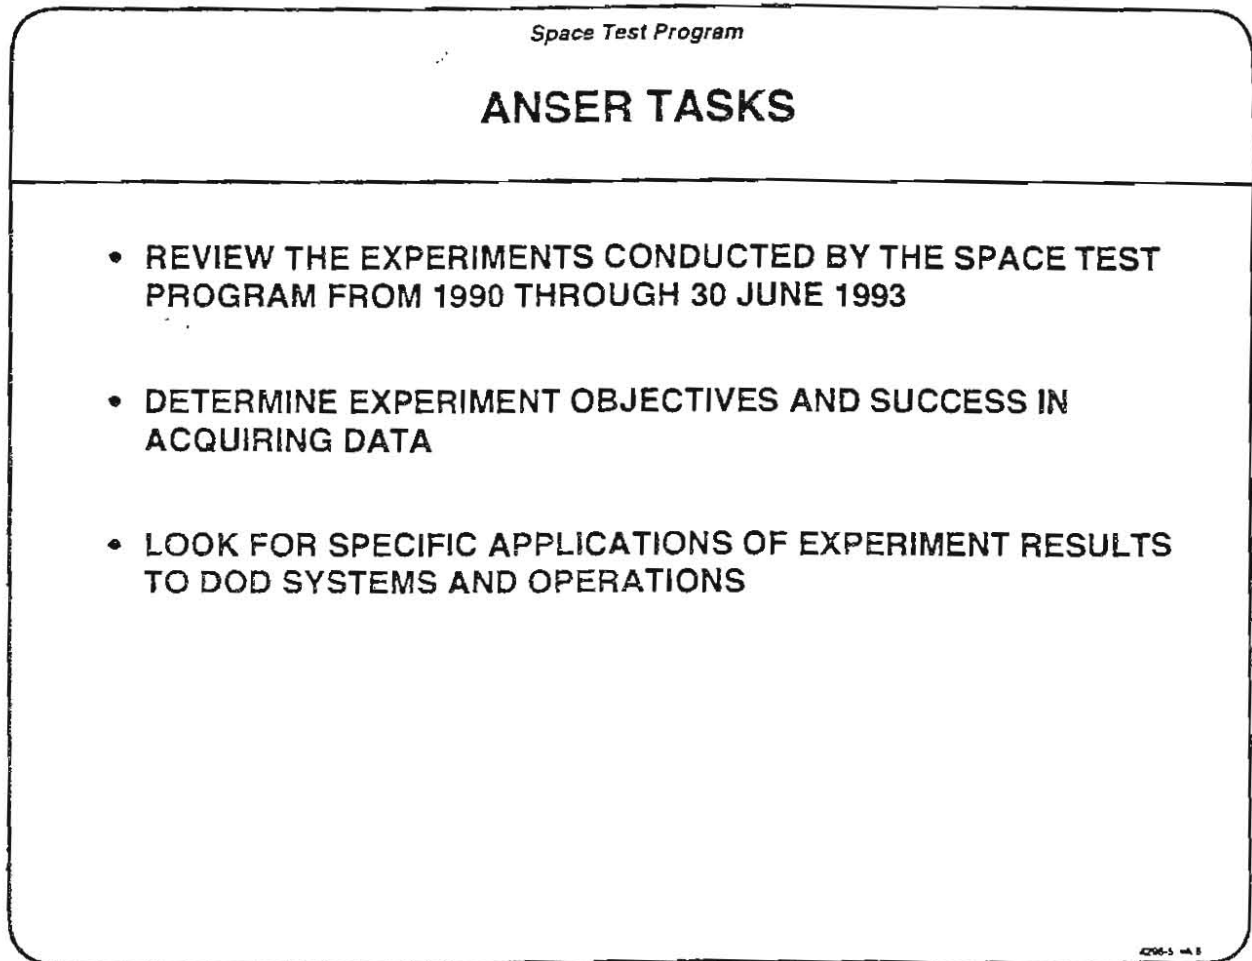 Space Test Program
ANSER TASKS
• REVIEW THE EXPERIMENTS CONDUCTED BY THE SPACE TEST
PROGRAM FROM 1990 THROUGH 30 JUNE 1993
• DETERMINE EXPERIMENT OBJECTIVES AND SUCCESS IN
ACQUIRING DATA
• LOOK FOR SPECIFIC APPLICATIONS OF EXPERIMENT RESULTS
TO DOD SYSTEMS AND OPERATIONS